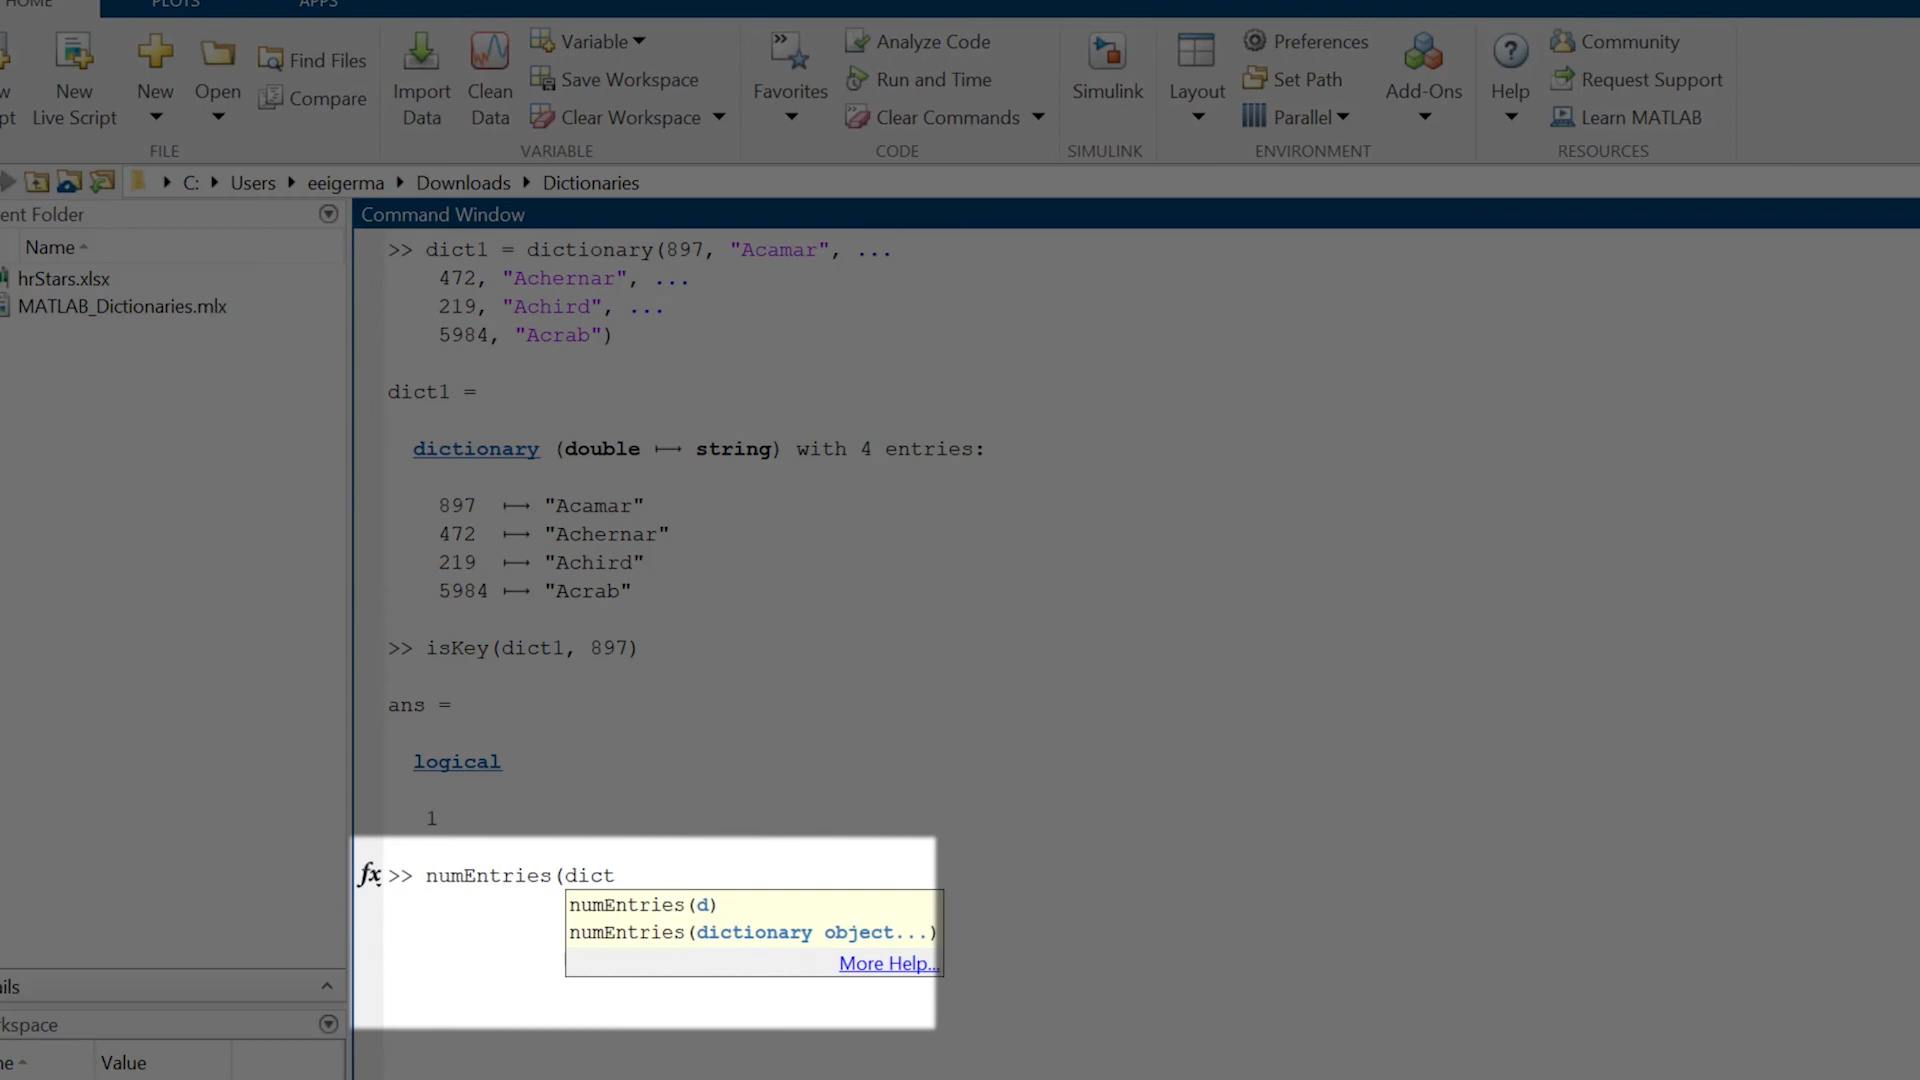 HOME PLOTS APPS
New
Live Script
New
Open
Find Files
Compare
FILE
Import
Data
Clean
Data
Variable
Save Workspace
Clear Workspace
VARIABLE
Favorites
Analyze Code
Run and Time
Clear Commands
CODE
Simulink
SIMULINK
Layout
Preferences
Set Path
Parallel
Add-Ons
ENVIRONMENT
Help
Community
Request Support
Learn MATLAB
RESOURCES
C: Users eeigerma Downloads Dictionaries
ent Folder
Name
hrStars.xlsx
MATLAB_Dictionaries.mlx
ils
kspace
Value
Command Window
>> dict1 = dictionary(897, "Acamar", ...
472, "Achernar", ...
219, "Achird", ...
5984, "Acrab")
dict1 =
dictionary (double ⟼ string) with 4 entries:
897 ⟼ "Acamar"
472 ⟼ "Achernar"
219 ⟼ "Achird"
5984 ⟼ "Acrab"
>> isKey(dict1, 897)
ans =
logical
1
fx >> numEntries(dict
numEntries(d)
numEntries(dictionary object...)
More Help...